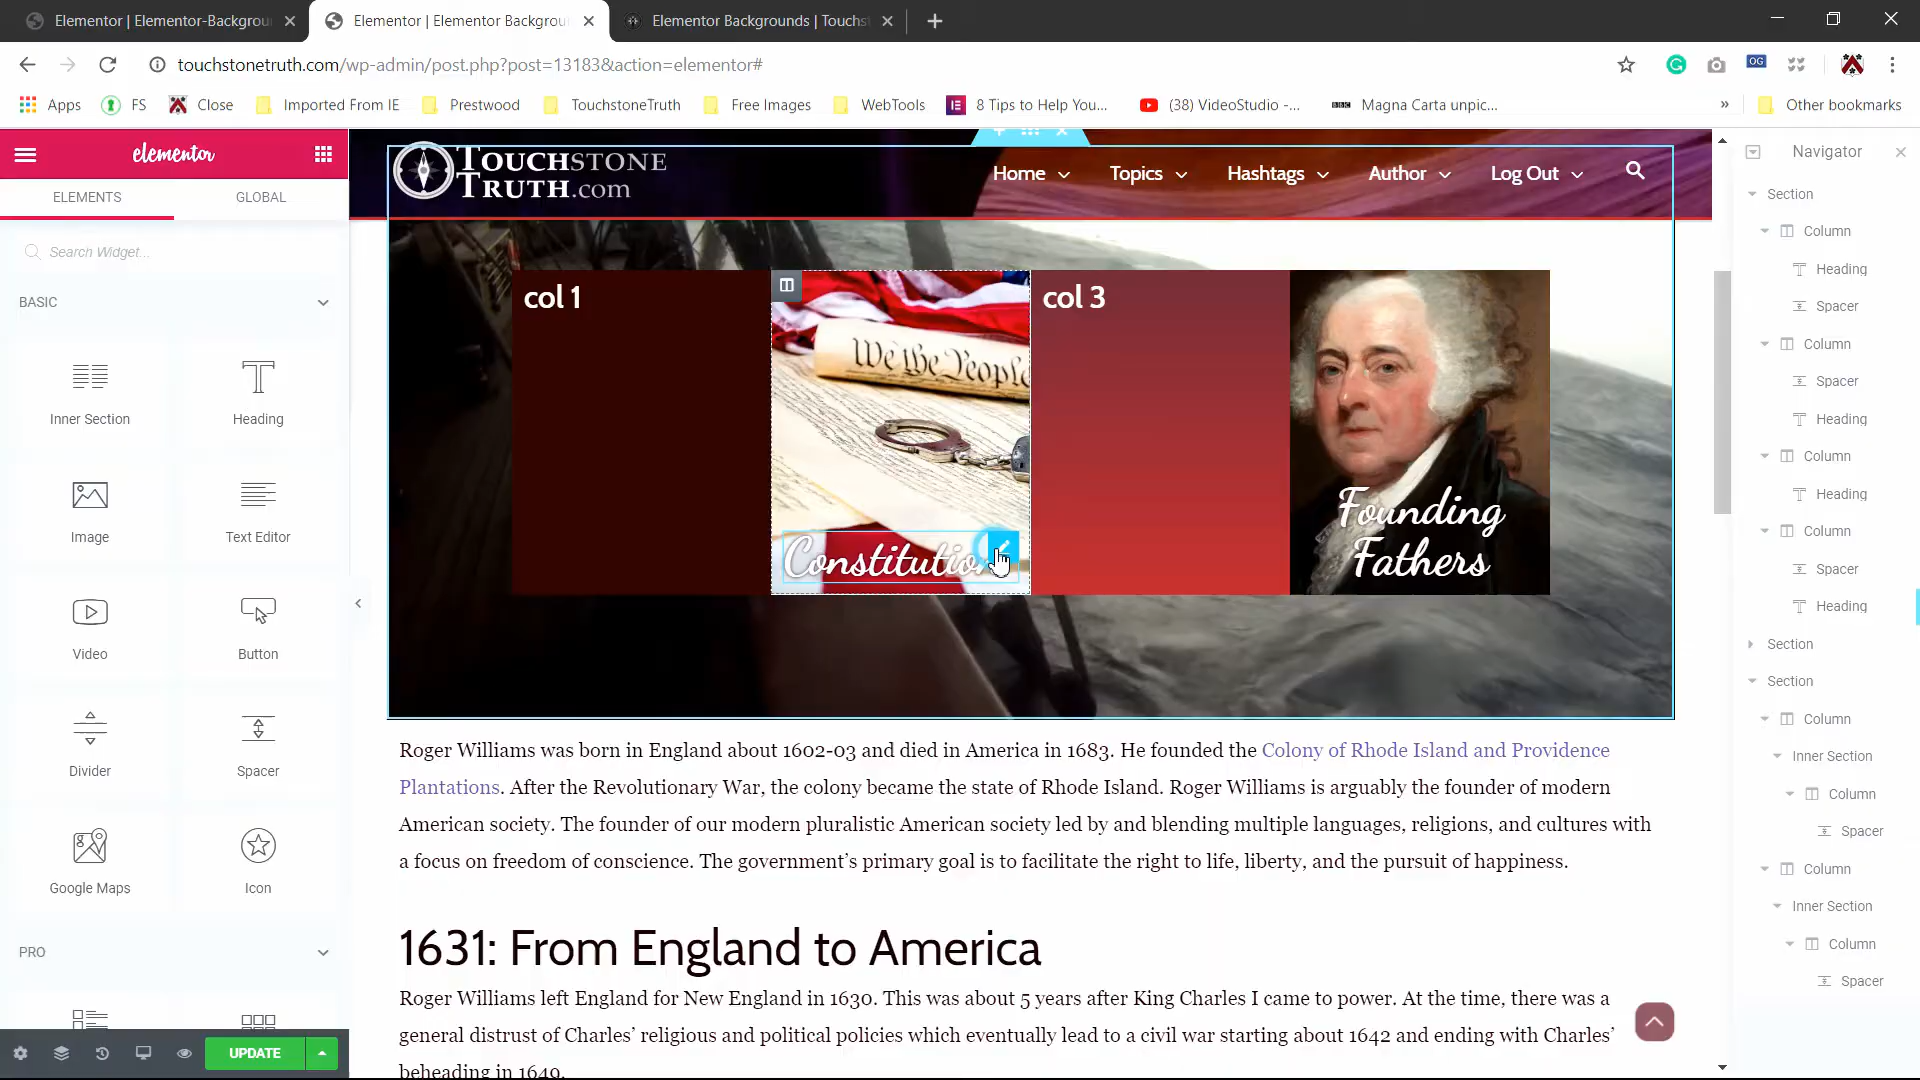 Elementor | Elementor-Backgrou
Elementor | Elementor Backgrou
Elementor Backgrounds | Touchst
touchstonetruth.com/wp-admin/post.php?post=13183&action=elementor#
OG
Apps
FS
Close
Imported From IE
Prestwood
TouchstoneTruth
Free Images
WebTools
8 Tips to Help You...
(38) VideoStudio -...
BBC
Magna Carta unpic...
»
Other bookmarks
elementor
ELEMENTS
GLOBAL
Search Widget...
BASIC
Inner Section
Heading
Image
Text Editor
Video
Button
Divider
Spacer
Google Maps
Icon
PRO
UPDATE
TOUCHSTONE
TRUTH.com
Home
Topics
Hashtags
Author
Log Out
col 1
We the People
Constitution
col 3
Founding
Fathers
Roger Williams was born in England about 1602-03 and died in America in 1683. He founded the Colony of Rhode Island and Providence
Plantations. After the Revolutionary War, the colony became the state of Rhode Island. Roger Williams is arguably the founder of modern
American society. The founder of our modern pluralistic American society led by and blending multiple languages, religions, and cultures with
a focus on freedom of conscience. The government's primary goal is to facilitate the right to life, liberty, and the pursuit of happiness.
1631: From England to America
Roger Williams left England for New England in 1630. This was about 5 years after King Charles I came to power. At the time, there was a
general distrust of Charles' religious and political policies which eventually lead to a civil war starting about 1642 and ending with Charles'
beheading in 1649.
Navigator
Section
Column
Heading
Spacer
Column
Spacer
Heading
Column
Heading
Column
Spacer
Heading
Section
Section
Column
Inner Section
Column
Spacer
Column
Inner Section
Column
Spacer